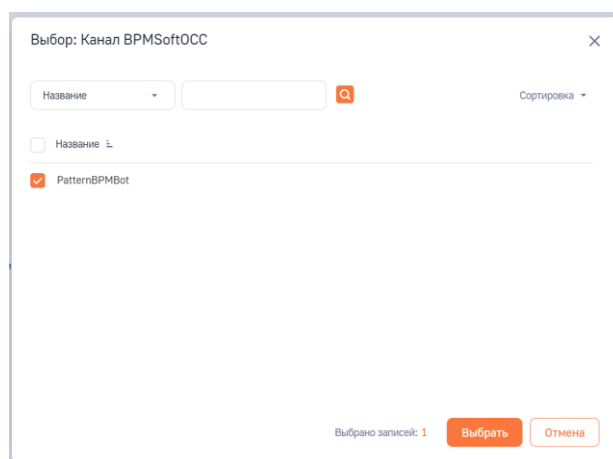 Выбор: Канал BPMSoftOCC
Название
Сортировка
Название
PatternBPMBot
Выбрано записей: 1
Выбрать
Отмена